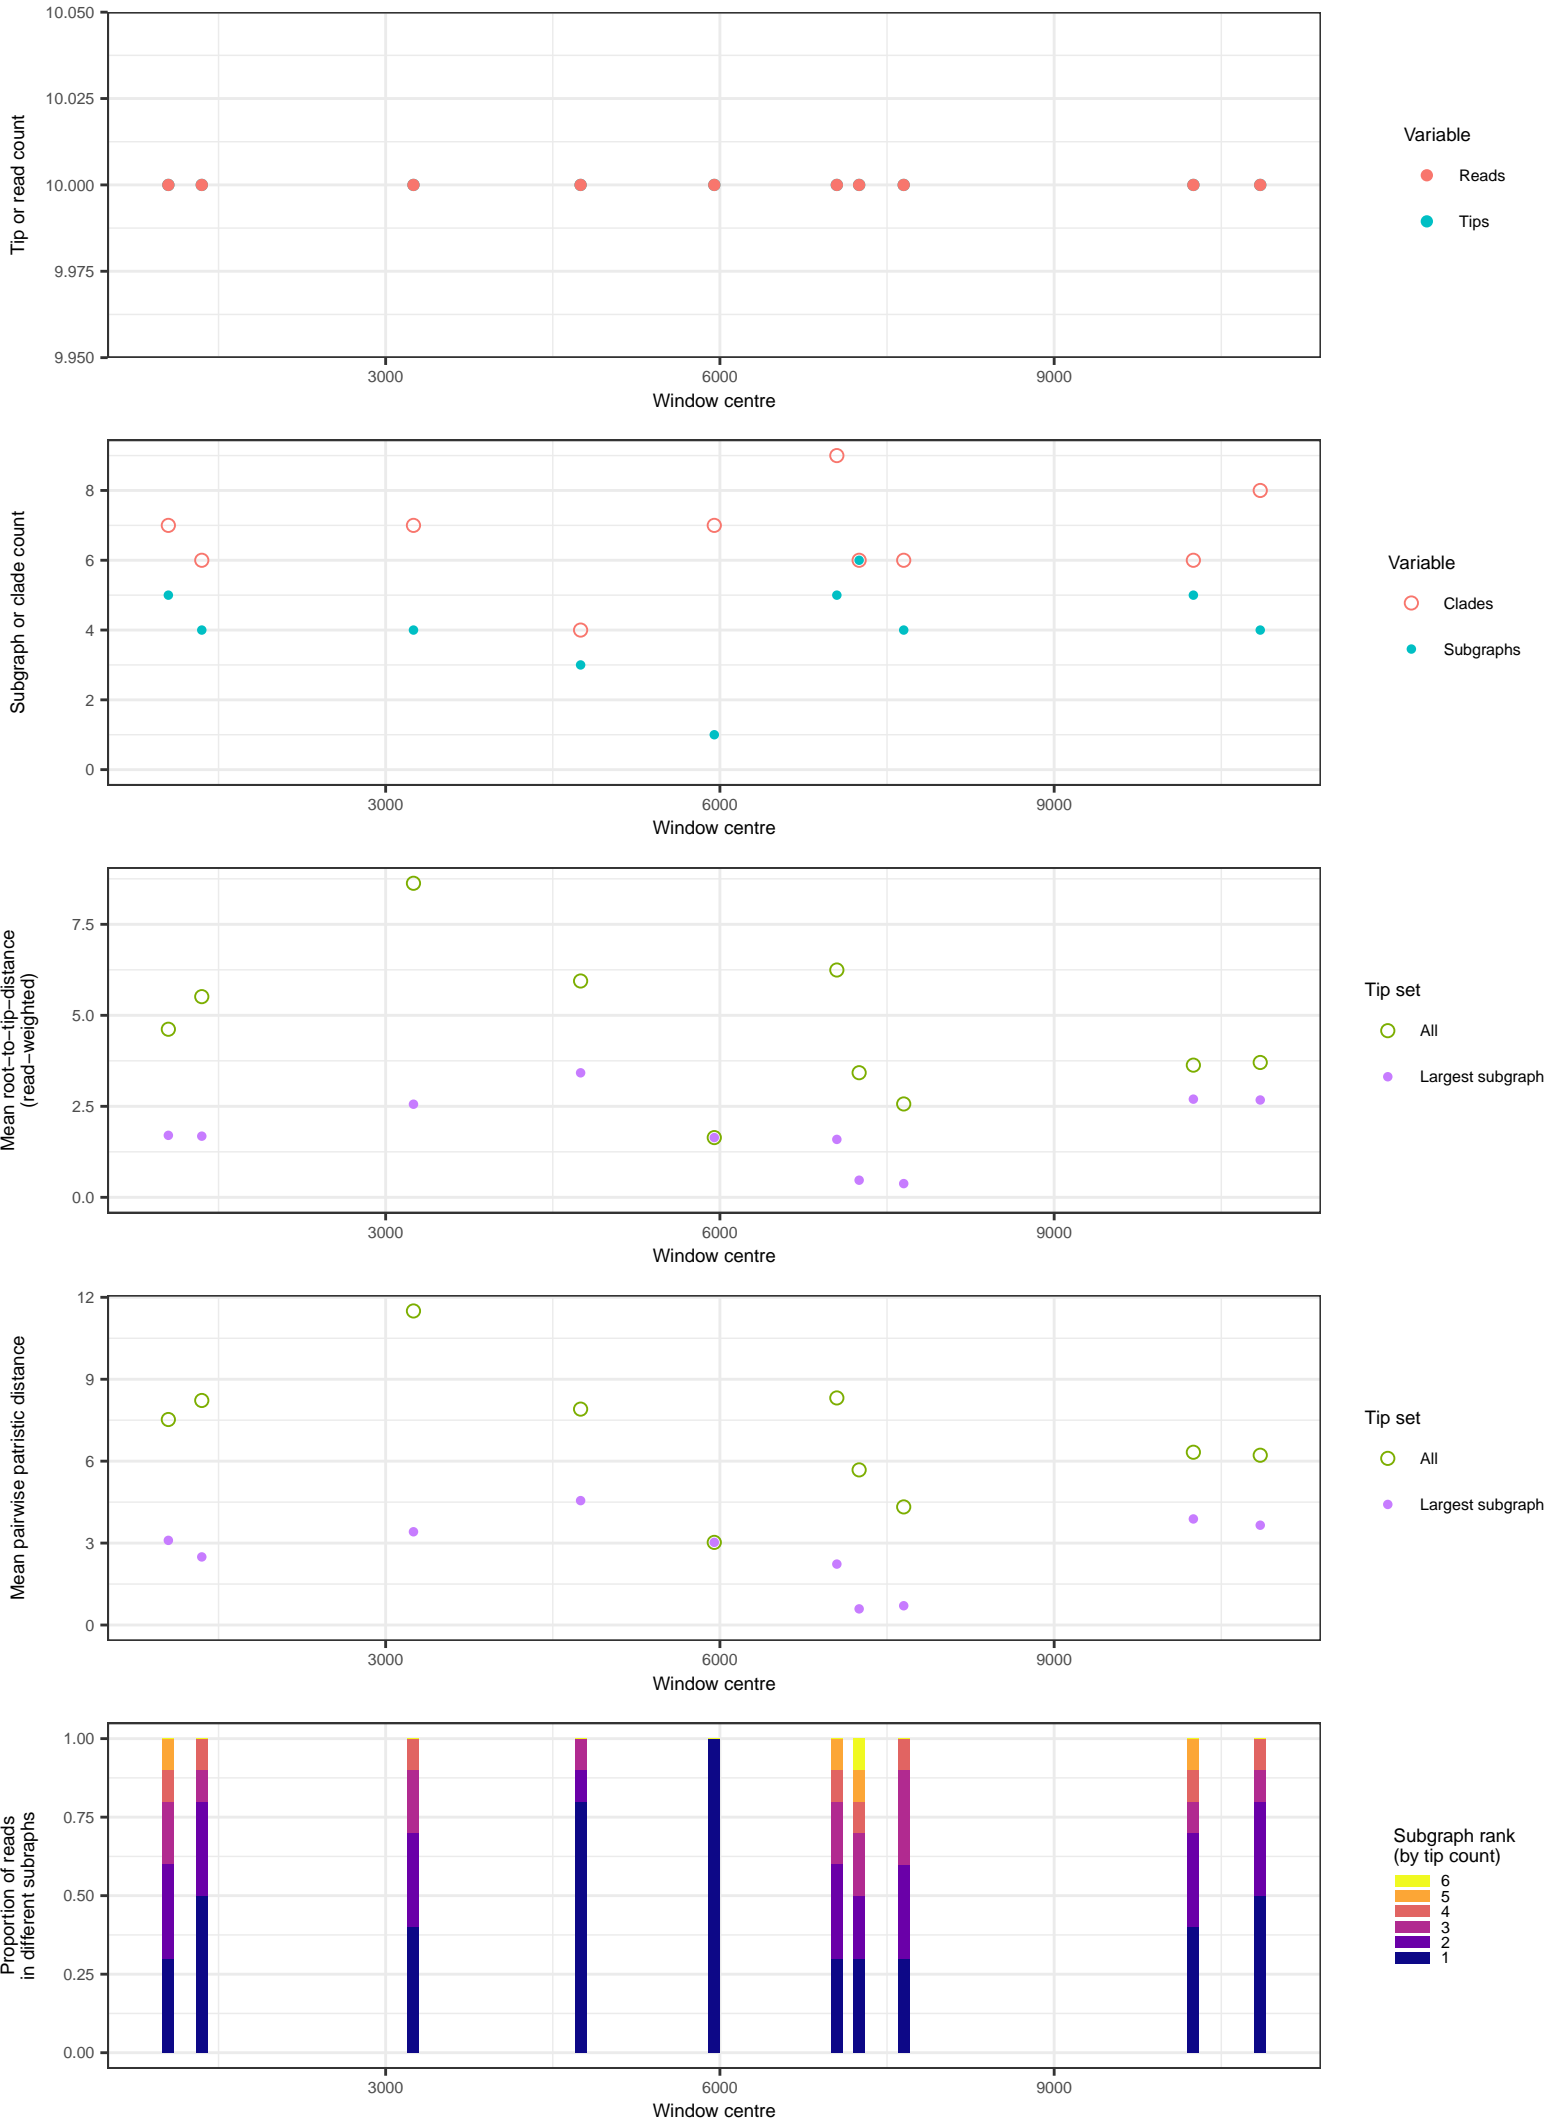 10.050
10.025
10.000
9.975
9.950
Tip or read count
3000
6000
9000
Window centre
Variable
Reads
Tips
8
6
4
2
0
Subgraph or clade count
3000
6000
9000
Window centre
Variable
Clades
Subgraphs
7.5
5.0
2.5
0.0
Mean root−to−tip−distance
(read−weighted)
3000
6000
9000
Window centre
Tip set
All
Largest subgraph
12
9
6
3
0
Mean pairwise patristic distance
3000
6000
9000
Window centre
Tip set
All
Largest subgraph
1.00
0.75
0.50
0.25
0.00
Proportion of reads
in different subraphs
3000
6000
9000
Window centre
Subgraph rank
(by tip count)
6
5
4
3
2
1